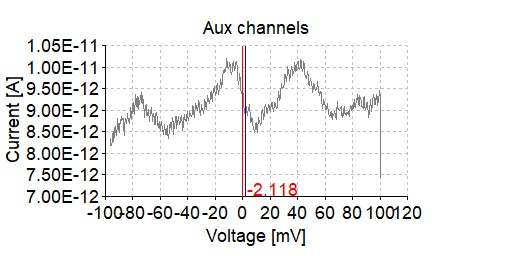 Aux channels
Current [A]
1.05E-11
1.00E-11
9.50E-12
9.00E-12
8.50E-12
8.00E-12
7.50E-12
7.00E-12
-2.118
-100-80 -60 -40 -20 0 20 40 60 80 100 120
Voltage [mV]